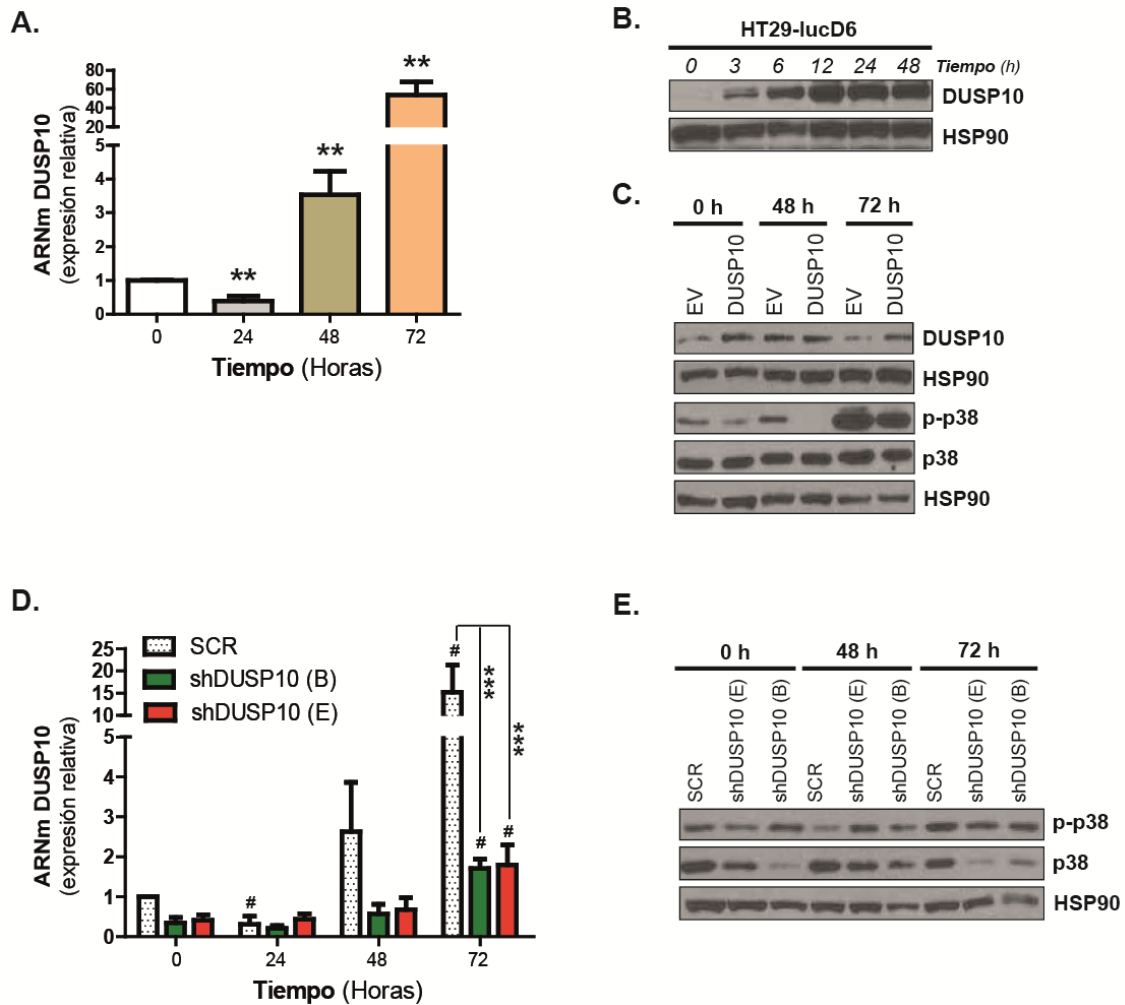 A.
ARNm DUSP10
(expresión relativa)
80
60
40
20
5
4
3
2
1
0
**
**
**
0 24 48 72
Tiempo (Horas)
B.
HT29-lucD6
0 3 6 12 24 48 Tiempo (h)
DUSP10
HSP90
C.
0 h 48 h 72 h
EV DUSP10 EV DUSP10 EV DUSP10
DUSP10
HSP90
p-p38
p38
HSP90
D.
ARNm DUSP10
(expresión relativa)
25
20
15
10
5
4
3
2
1
0
SCR
shDUSP10 (B)
shDUSP10 (E)
#
#
#
#
***
***
0 24 48 72
Tiempo (Horas)
E.
0 h 48 h 72 h
SCR shDUSP10 (E) shDUSP10 (B) SCR shDUSP10 (E) shDUSP10 (B) SCR shDUSP10 (E) shDUSP10 (B)
p-p38
p38
HSP90